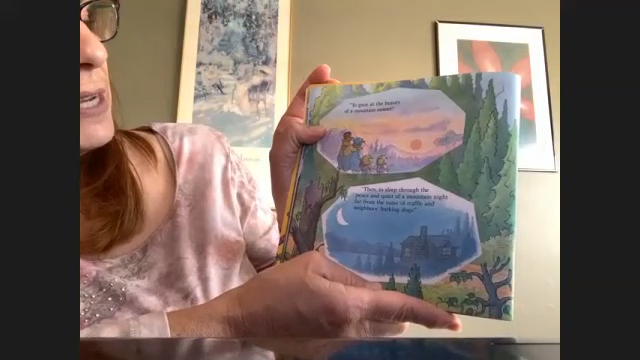 "To gaze at the beauty
of a mountain sunset!"
"Then, to sleep through the
peace and quiet of a mountain night
far from the noise of traffic and
neighbors' barking dogs!"